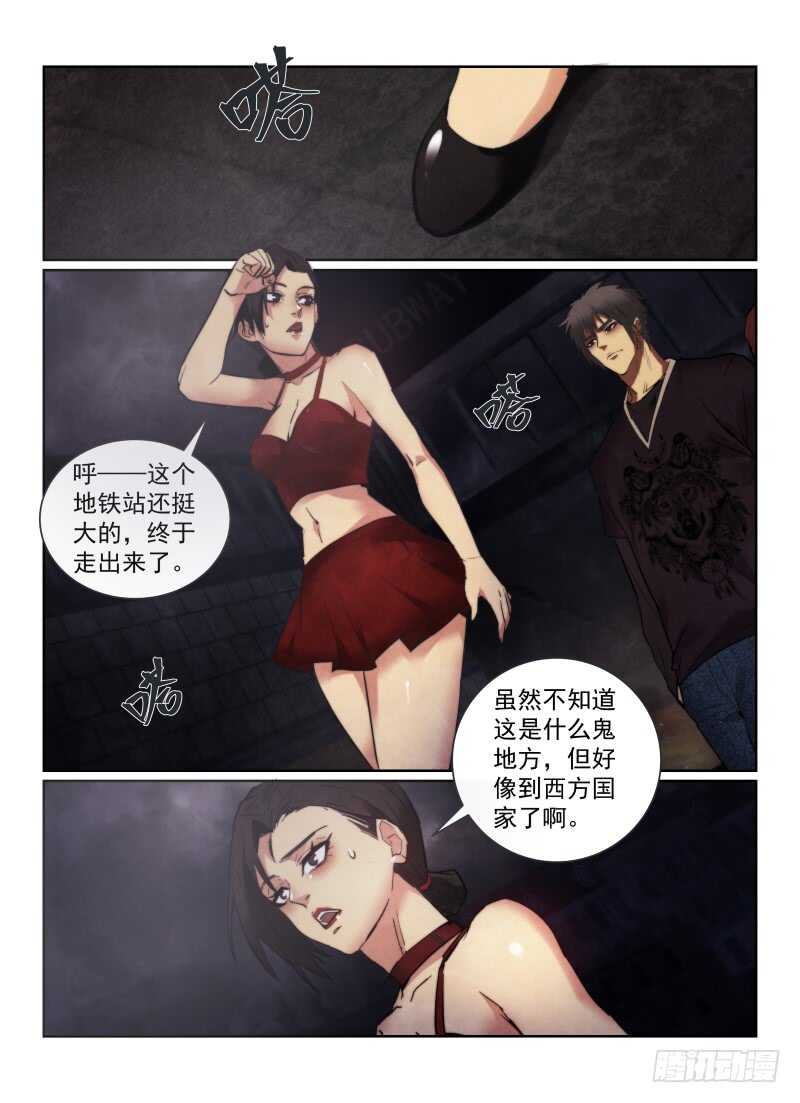 嗒
UBWAY
嗒
呼——这个
地铁站还挺
大的，终于
走出来了。
嗒
虽然不知道
这是什么鬼
地方，但好
像到西方国
家了啊。
腾讯动漫